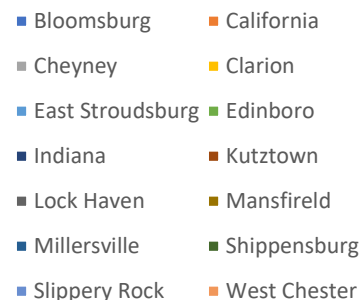 Bloomsburg California
Cheyney Clarion
East Stroudsburg Edinboro
Indiana Kutztown
Lock Haven Mansfireld
Millersville Shippensburg
Slippery Rock West Chester